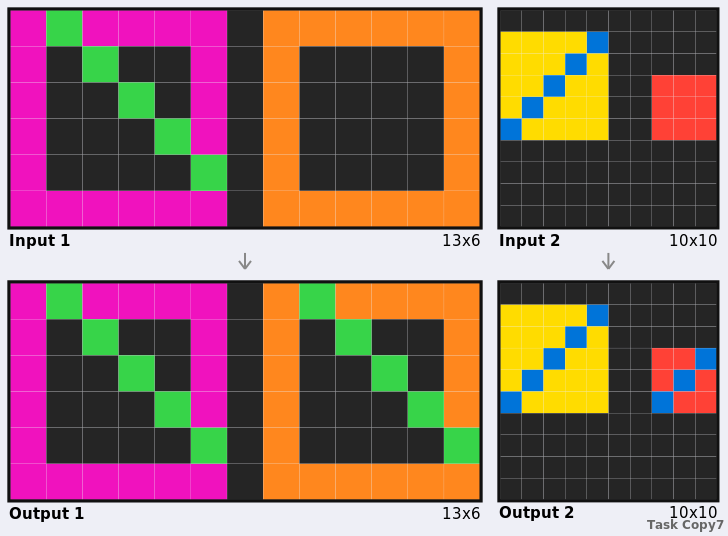 Input 1 13x6
Input 2 10x10
Output 1 13x6
Output 2 10x10
Task Copy7